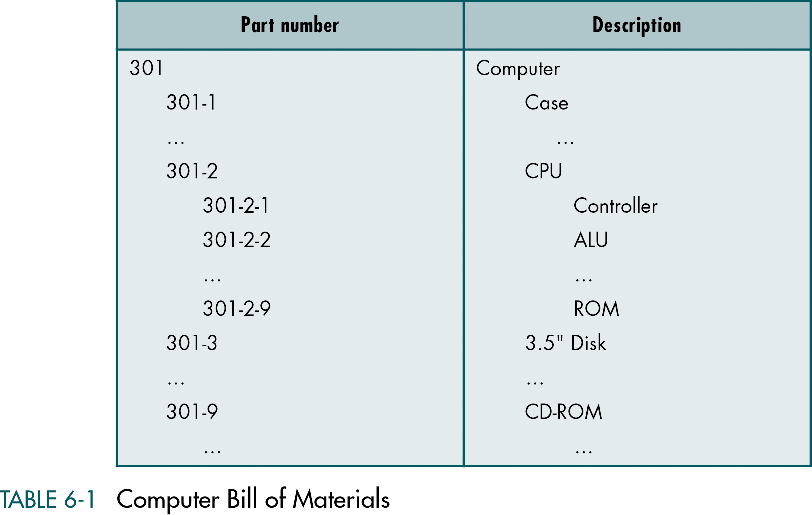 Part number Description
301 Computer
301-1 Case
... ...
301-2 CPU
301-2-1 Controller
301-2-2 ALU
... ...
301-2-9 ROM
301-3 3.5" Disk
... ...
301-9 CD-ROM
... ...
TABLE 6-1 Computer Bill of Materials